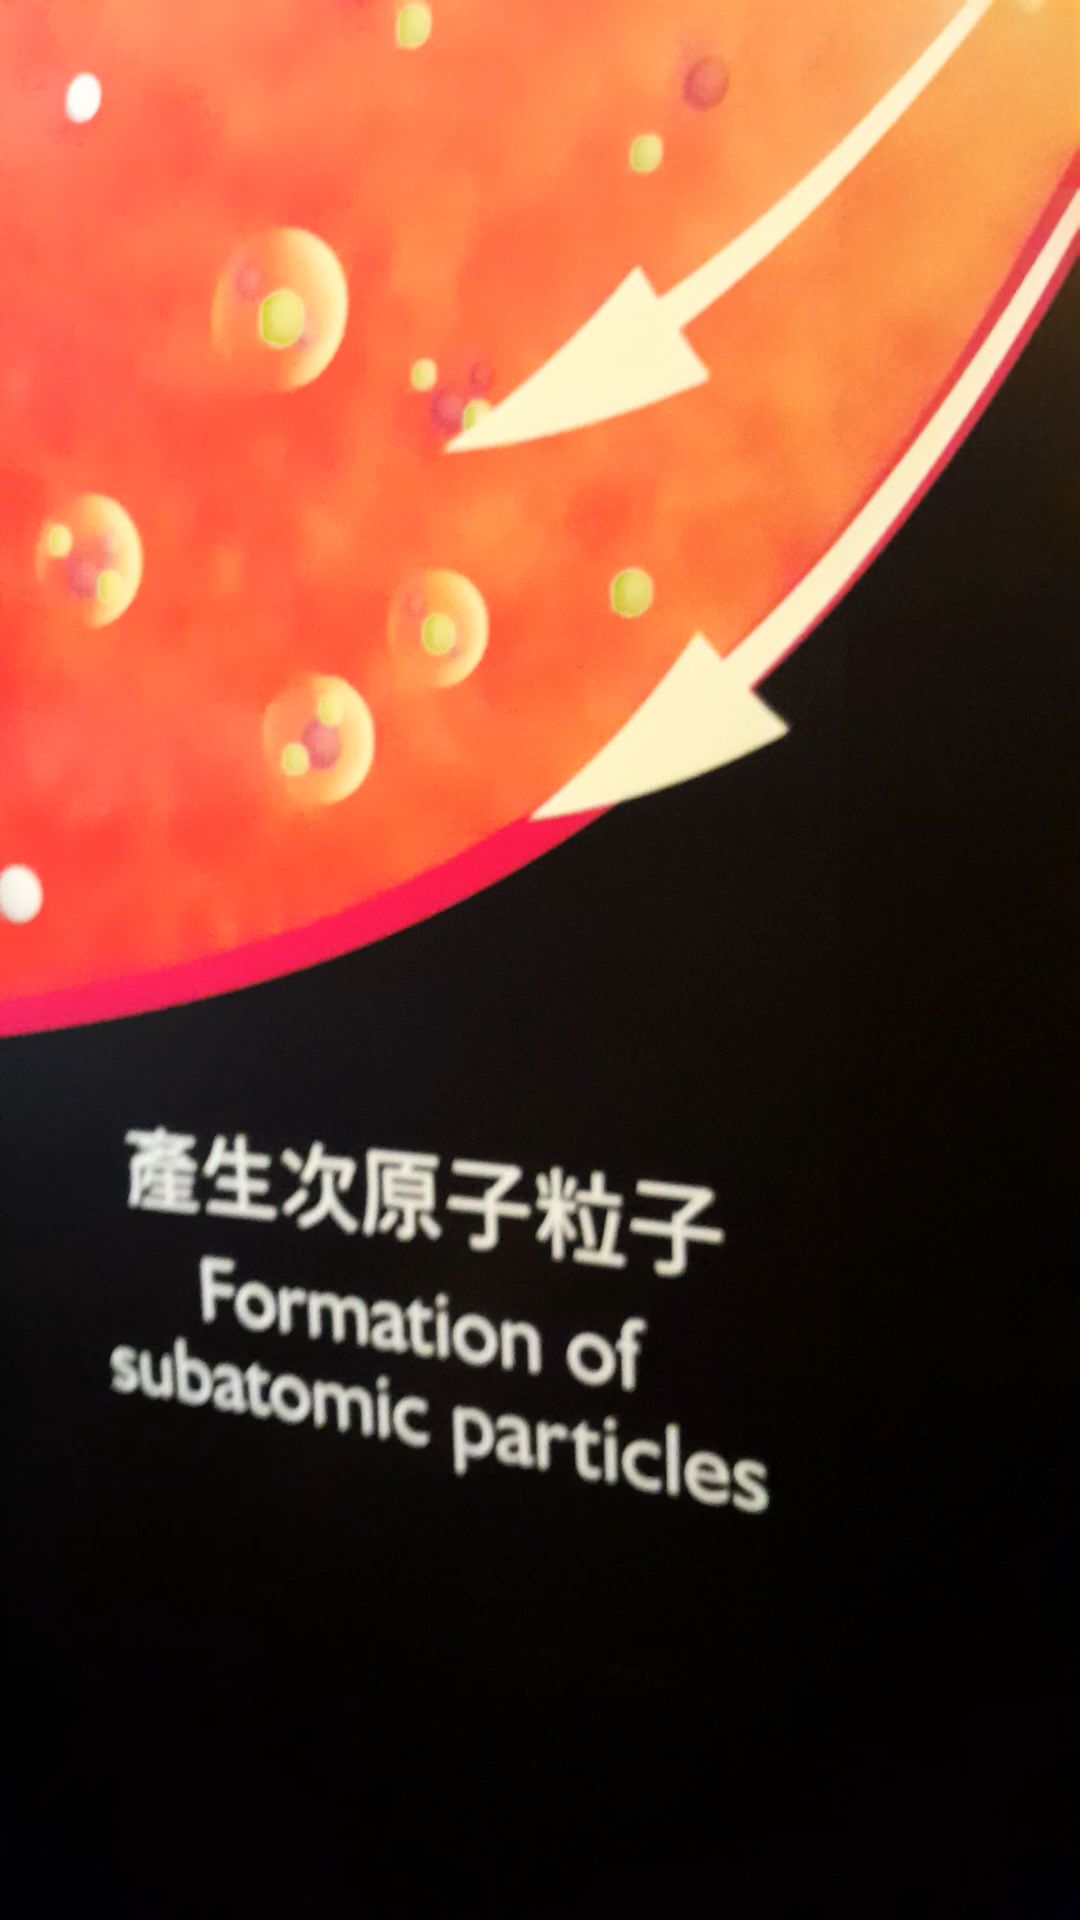 產生次原子粒子
Formation of
subatomic particles